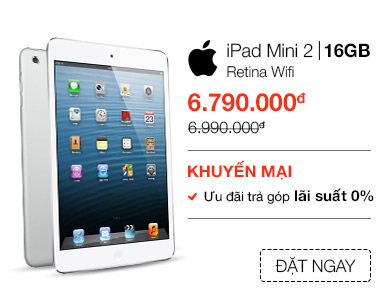 iPad Mini 2 | 16GB
Retina Wifi
6.790.000đ
6.990.000đ
KHUYẾN MẠI
Ưu đãi trả góp lãi suất 0%
ĐẶT NGAY